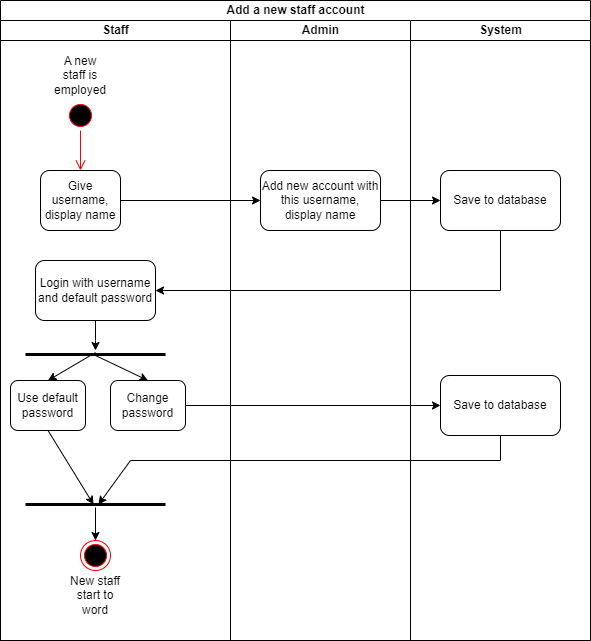 Add a new staff account
Staff
Admin
System
A new
staff is
employed
Give
username,
display name
Add new account with
this username,
display name
Save to database
Login with username
and default password
Use default
password
Change
password
Save to database
New staff
start to
word